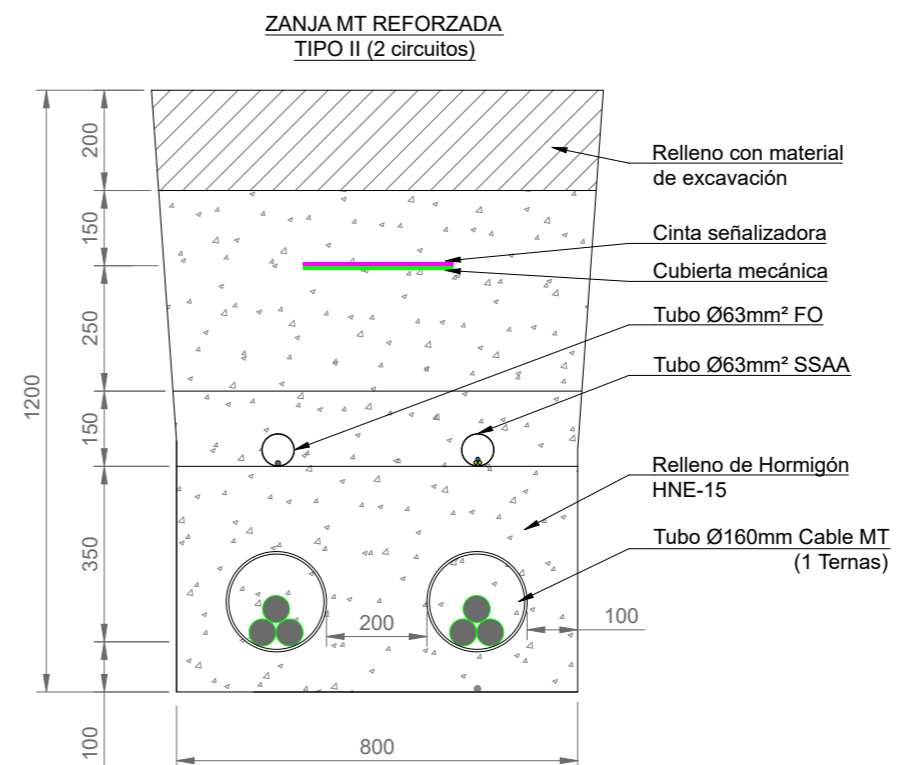 ZANJA MT REFORZADA
TIPO II (2 circuitos)
200
150
250
150
350
100
1200
Relleno con material
de excavación
Cinta señalizadora
Cubierta mecánica
Tubo Ø63mm² FO
Tubo Ø63mm² SSAA
Relleno de Hormigón
HNE-15
Tubo Ø160mm Cable MT
(1 Ternas)
200
100
800